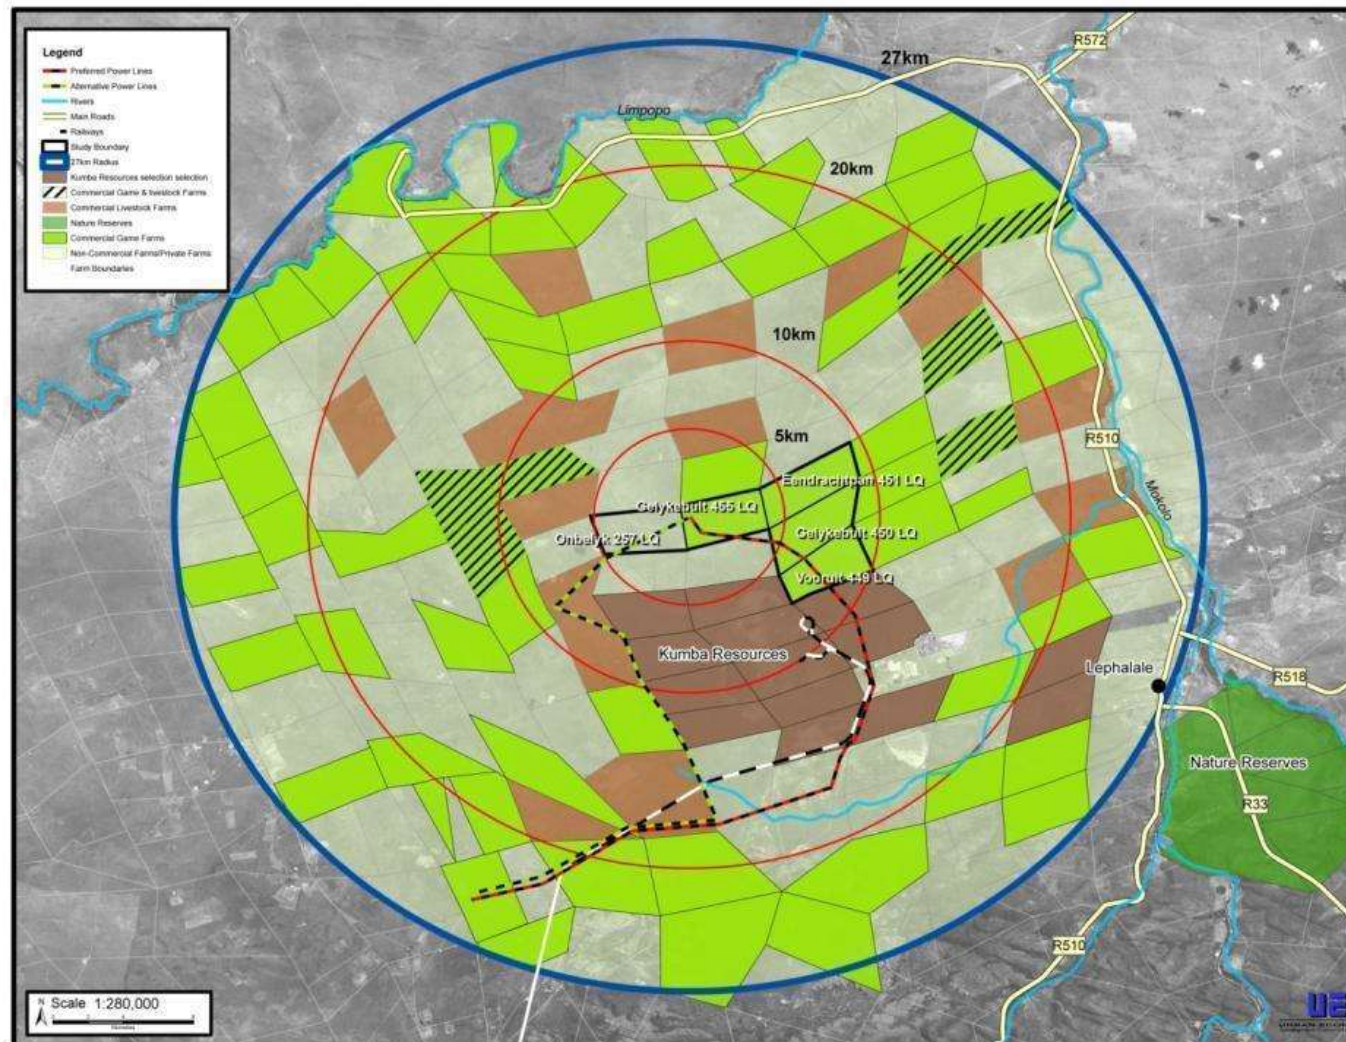 Legend
Preferred Power Lines
Alternative Power Lines
Rivers
Main Roads
Railways
Study Boundary
27km Radius
Kumba Resources selection selection
Commercial Game & livestock Farms
Commercial Livestock Farms
Nature Reserves
Commercial Game Farms
Non-Commercial Farms/Private Farms
Farm Boundaries
R572
27km
Limpopo
20km
10km
5km
R510
Mokolo
Eendrachtpan 451 LQ
Gelykebult 455 LQ
Gelykebult 450 LQ
Onbelyk 257 LQ
Vooruit 449 LQ
Kumba Resources
Lephalale
R518
Nature Reserves
R33
R510
N
Scale 1:280,000